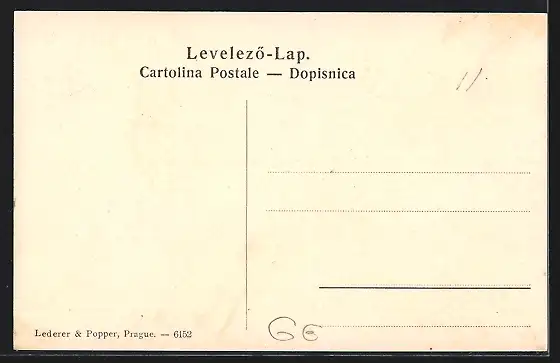 Levelező-Lap.
Cartolina Postale — Dopisnica
Lederer & Popper, Prague. — 6152